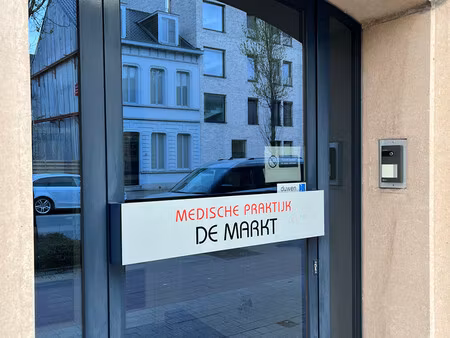 duwen
MEDISCHE PRAKTIJK
DE MARKT